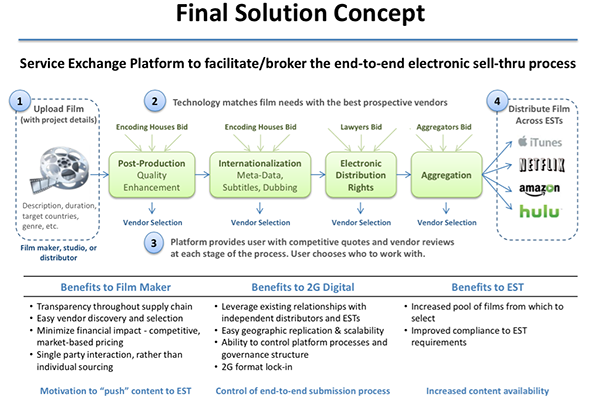 Final Solution Concept
Service Exchange Platform to facilitate/broker the end-to-end electronic sell-thru process
1
Upload Film
(with project details)
Description, duration,
target countries,
genre, etc.
Film maker, studio, or
distributor
2
Technology matches film needs with the best prospective vendors
Encoding Houses Bid
Encoding Houses Bid
Lawyers Bid
Aggregators Bid
Post-Production
Quality
Enhancement
Internationalization
Meta-Data,
Subtitles, Dubbing
Electronic
Distribution
Rights
Aggregation
Vendor Selection
Vendor Selection
Vendor Selection
Vendor Selection
3
Platform provides user with competitive quotes and vendor reviews
at each stage of the process. User chooses who to work with.
4
Distribute Film
Across ESTs
iTunes
NETFLIX
amazon
hulu
Benefits to Film Maker
• Transparency throughout supply chain
• Easy vendor discovery and selection
• Minimize financial impact - competitive,
market-based pricing
• Single party interaction, rather than
individual sourcing
Motivation to “push” content to EST
Benefits to 2G Digital
• Leverage existing relationships with
independent distributors and ESTs
• Easy geographic replication & scalability
• Ability to control platform processes and
governance structure
• 2G format lock-in
Control of end-to-end submission process
Benefits to EST
• Increased pool of films from which to
select
• Improved compliance to EST
requirements
Increased content availability